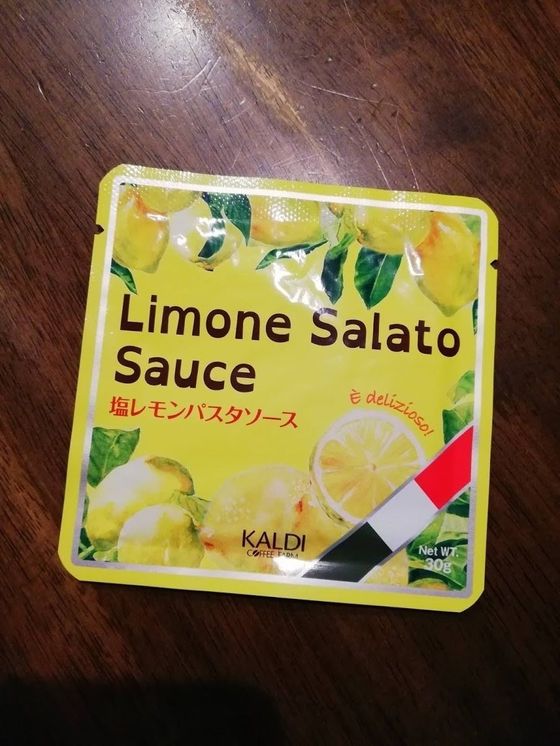 Limone Salato
Sauce
塩レモンパスタソース
È delizioso!
KALDI
COFFEE FARM
Net WT.
30g